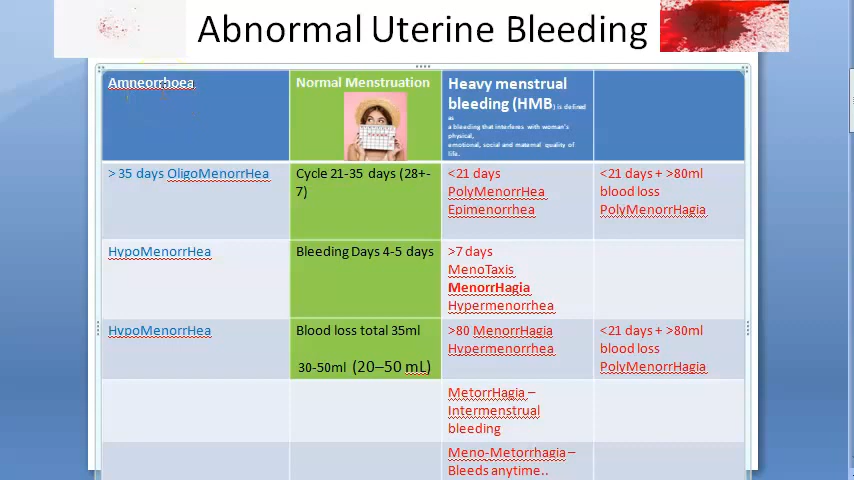 Abnormal Uterine Bleeding
Amneorrhoea
Normal Menstruation
Heavy menstrual
bleeding (HMB) is defined
as
a bleeding that interferes with woman's
physical,
emotional, social and maternal quality of
life.
> 35 days OligoMenorrHea
Cycle 21-35 days (28+-
7)
<21 days
PolyMenorrHea
Epimenorrhea
<21 days + >80ml
blood loss
PolyMenorrHagia
HypoMenorrHea
Bleeding Days 4-5 days
>7 days
MenoTaxis
MenorrHagia
Hypermenorrhea
HypoMenorrHea
Blood loss total 35ml
30-50ml (20–50 mL)
>80 MenorrHagia
Hypermenorrhea
<21 days + >80ml
blood loss
PolyMenorrHagia
MetorrHagia –
Intermenstrual
bleeding
Meno-Metorrhagia –
Bleeds anytime..